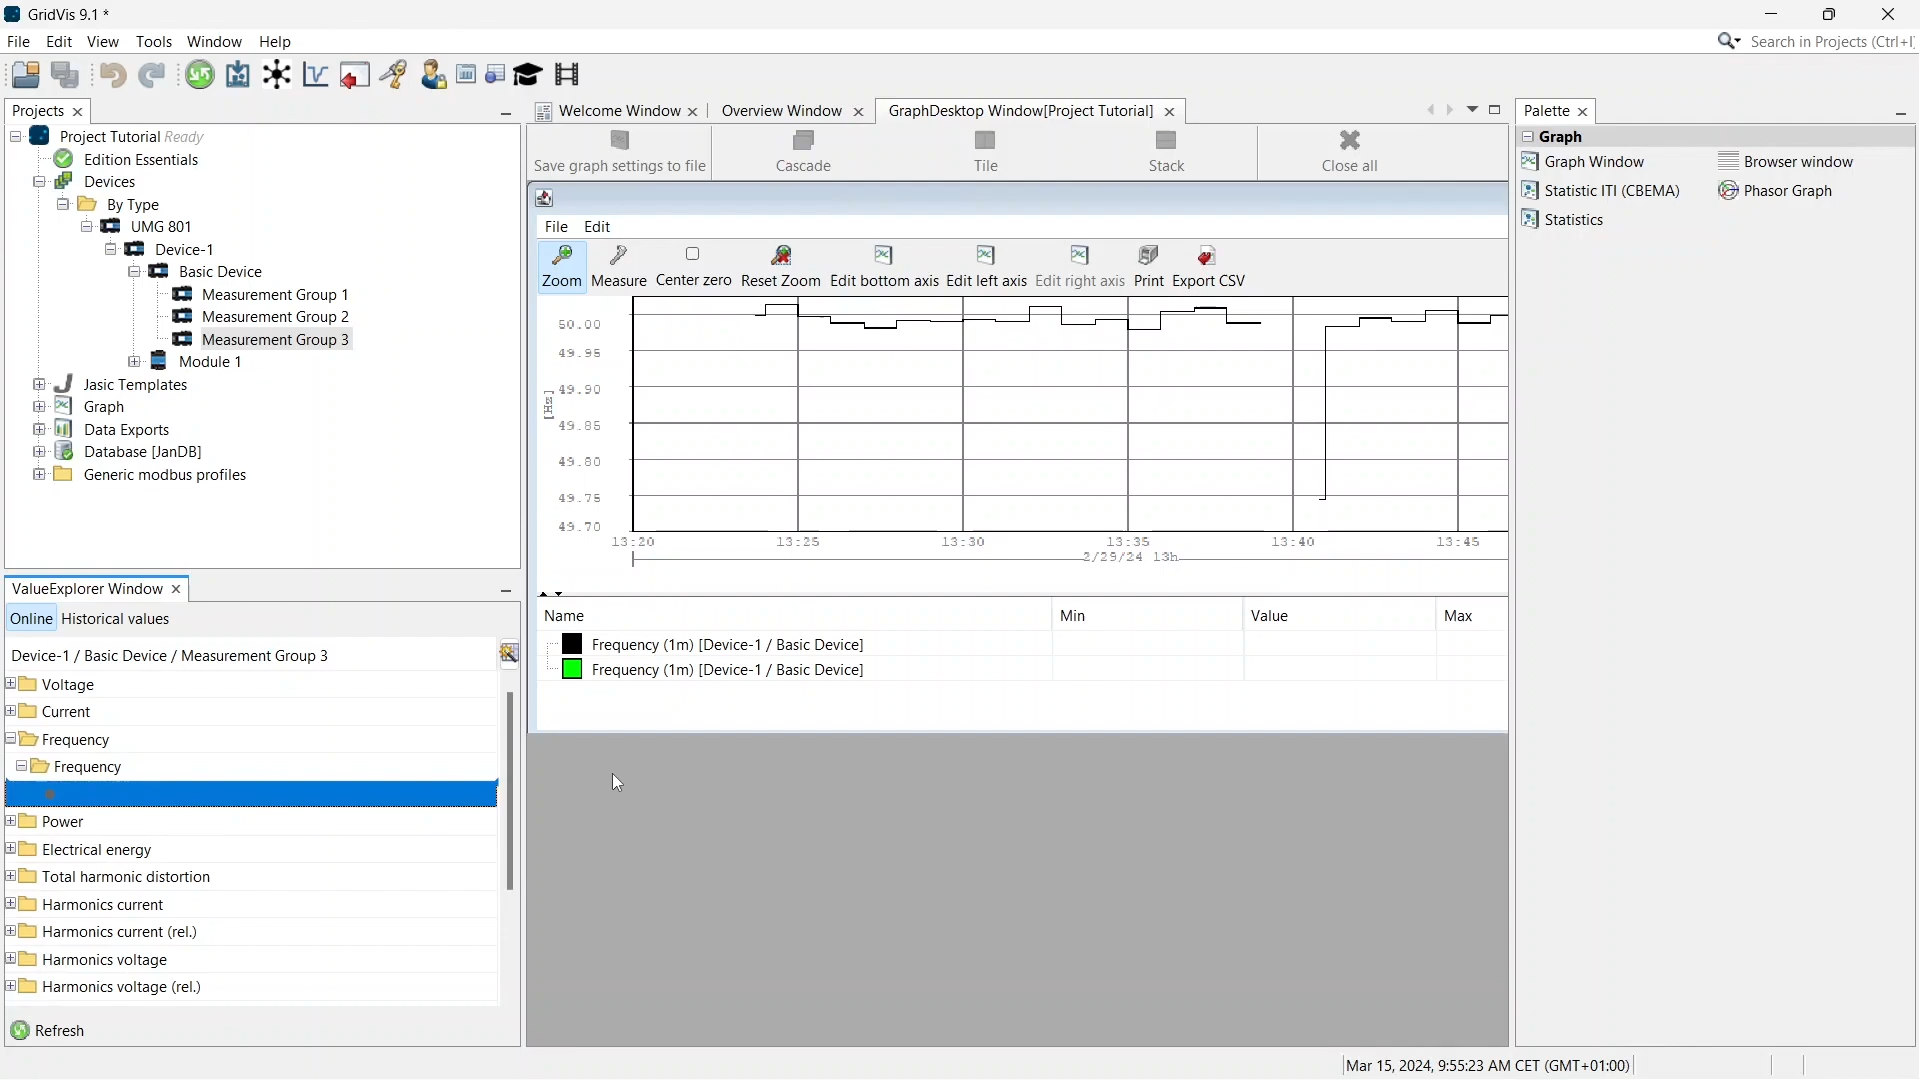 GridVis 9.1 *
File Edit View Tools Window Help
Search in Projects (Ctrl+I
Projects
Project Tutorial Ready
Edition Essentials
Devices
By Type
UMG 801
Device-1
Basic Device
Measurement Group 1
Measurement Group 2
Measurement Group 3
Module 1
Jasic Templates
Graph
Data Exports
Database [JanDB]
Generic modbus profiles
ValueExplorer Window
Online Historical values
Device-1 / Basic Device / Measurement Group 3
Voltage
Current
Frequency
Frequency
Power
Electrical energy
Total harmonic distortion
Harmonics current
Harmonics current (rel.)
Harmonics voltage
Harmonics voltage (rel.)
Refresh
Welcome Window Overview Window GraphDesktop Window[Project Tutorial]
Save graph settings to file Cascade Tile Stack Close all
File Edit
Zoom Measure Center zero Reset Zoom Edit bottom axis Edit left axis Edit right axis Print Export CSV
[Hz]
50.00
49.95
49.90
49.85
49.80
49.75
49.70
13:20 13:25 13:30 13:35 13:40 13:45
2/29/24 13h
Name Min Value Max
Frequency (1m) [Device-1 / Basic Device]
Frequency (1m) [Device-1 / Basic Device]
Palette
Graph
Graph Window Browser window
Statistic ITI (CBEMA) Phasor Graph
Statistics
Mar 15, 2024, 9:55:23 AM CET (GMT+01:00)